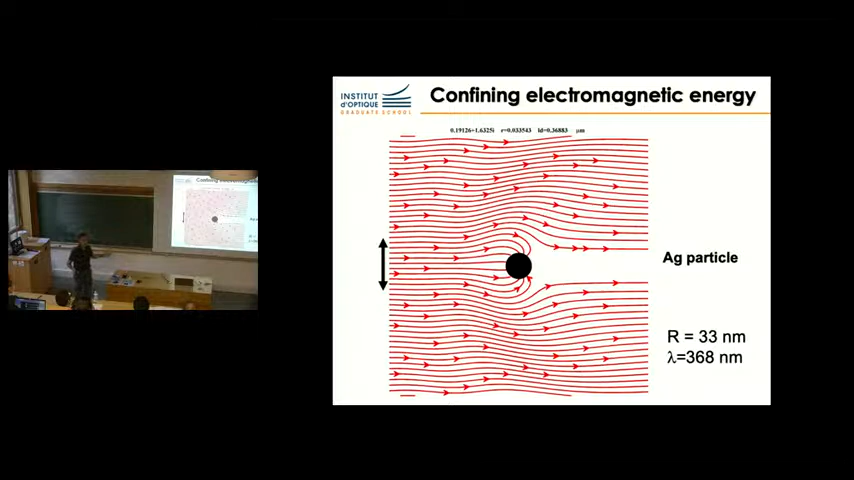 INSTITUT
d'OPTIQUE
GRADUATE SCHOOL
Confining electromagnetic energy
0.19126+1.6325i r=0.033543 ld=0.36883 µm
Ag particle
R = 33 nm
λ=368 nm